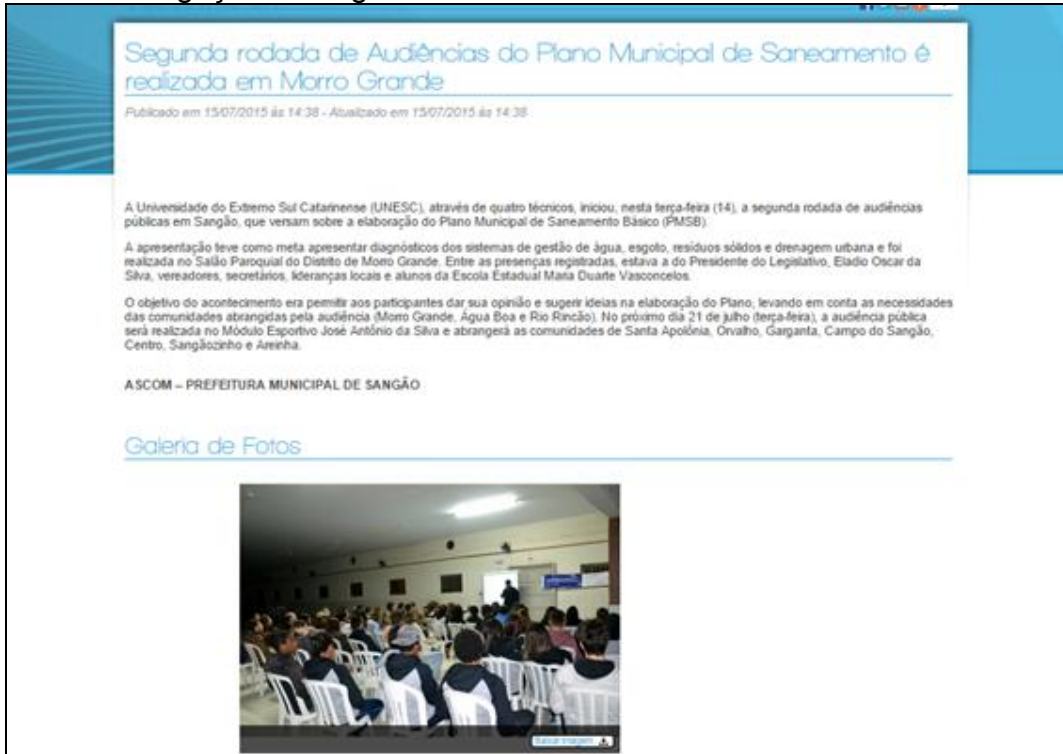 Segunda rodada de Audiências do Plano Municipal de Saneamento é
realizada em Morro Grande
Publicado em 15/07/2015 às 14:38 - Atualizado em 15/07/2015 às 14:38
A Universidade do Extremo Sul Catarinense (UNESC), através de quatro técnicos, iniciou, nesta terça-feira (14), a segunda rodada de audiências
públicas em Sangão, que versam sobre a elaboração do Plano Municipal de Saneamento Básico (PMSB).
A apresentação teve como meta apresentar diagnósticos dos sistemas de gestão de água, esgoto, resíduos sólidos e drenagem urbana e foi
realizada no Salão Paroquial do Distrito de Morro Grande. Entre as presenças registradas, estava a do Presidente do Legislativo, Eladio Oscar da
Silva, vereadores, secretários, lideranças locais e alunos da Escola Estadual Maria Duarte Vasconcelos.
O objetivo do acontecimento era permitir aos participantes dar sua opinião e sugerir ideias na elaboração do Plano, levando em conta as necessidades
das comunidades abrangidas pela audiência (Morro Grande, Água Boa e Rio Rincão). No próximo dia 21 de julho (terça-feira), a audiência pública
será realizada no Módulo Esportivo José Antônio da Silva e abrangerá as comunidades de Santa Apolônia, Orvalho, Garganta, Campo do Sangão,
Centro, Sangãozinho e Areinha.
ASCOM – PREFEITURA MUNICIPAL DE SANGÃO
Galeria de Fotos
Baixar Imagem